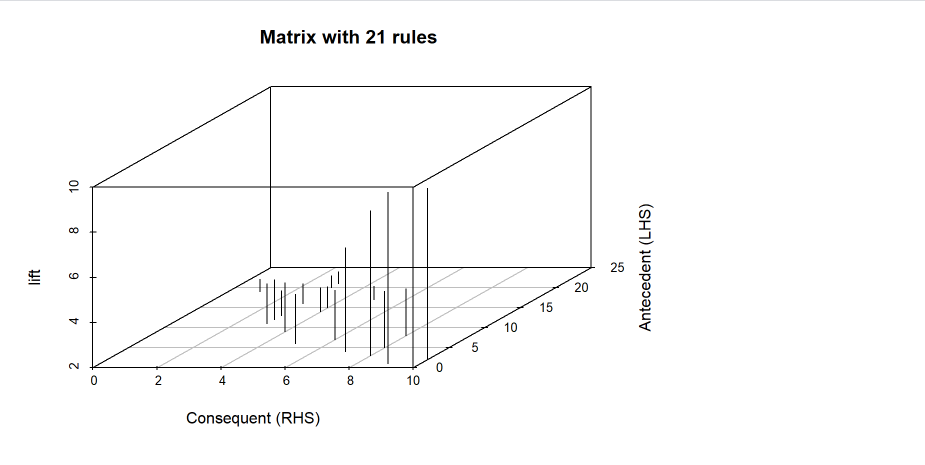 Matrix with 21 rules
10
8
6
4
2
lift
0 2 4 6 8 10
Consequent (RHS)
0
5
10
15
20
25
Antecedent (LHS)